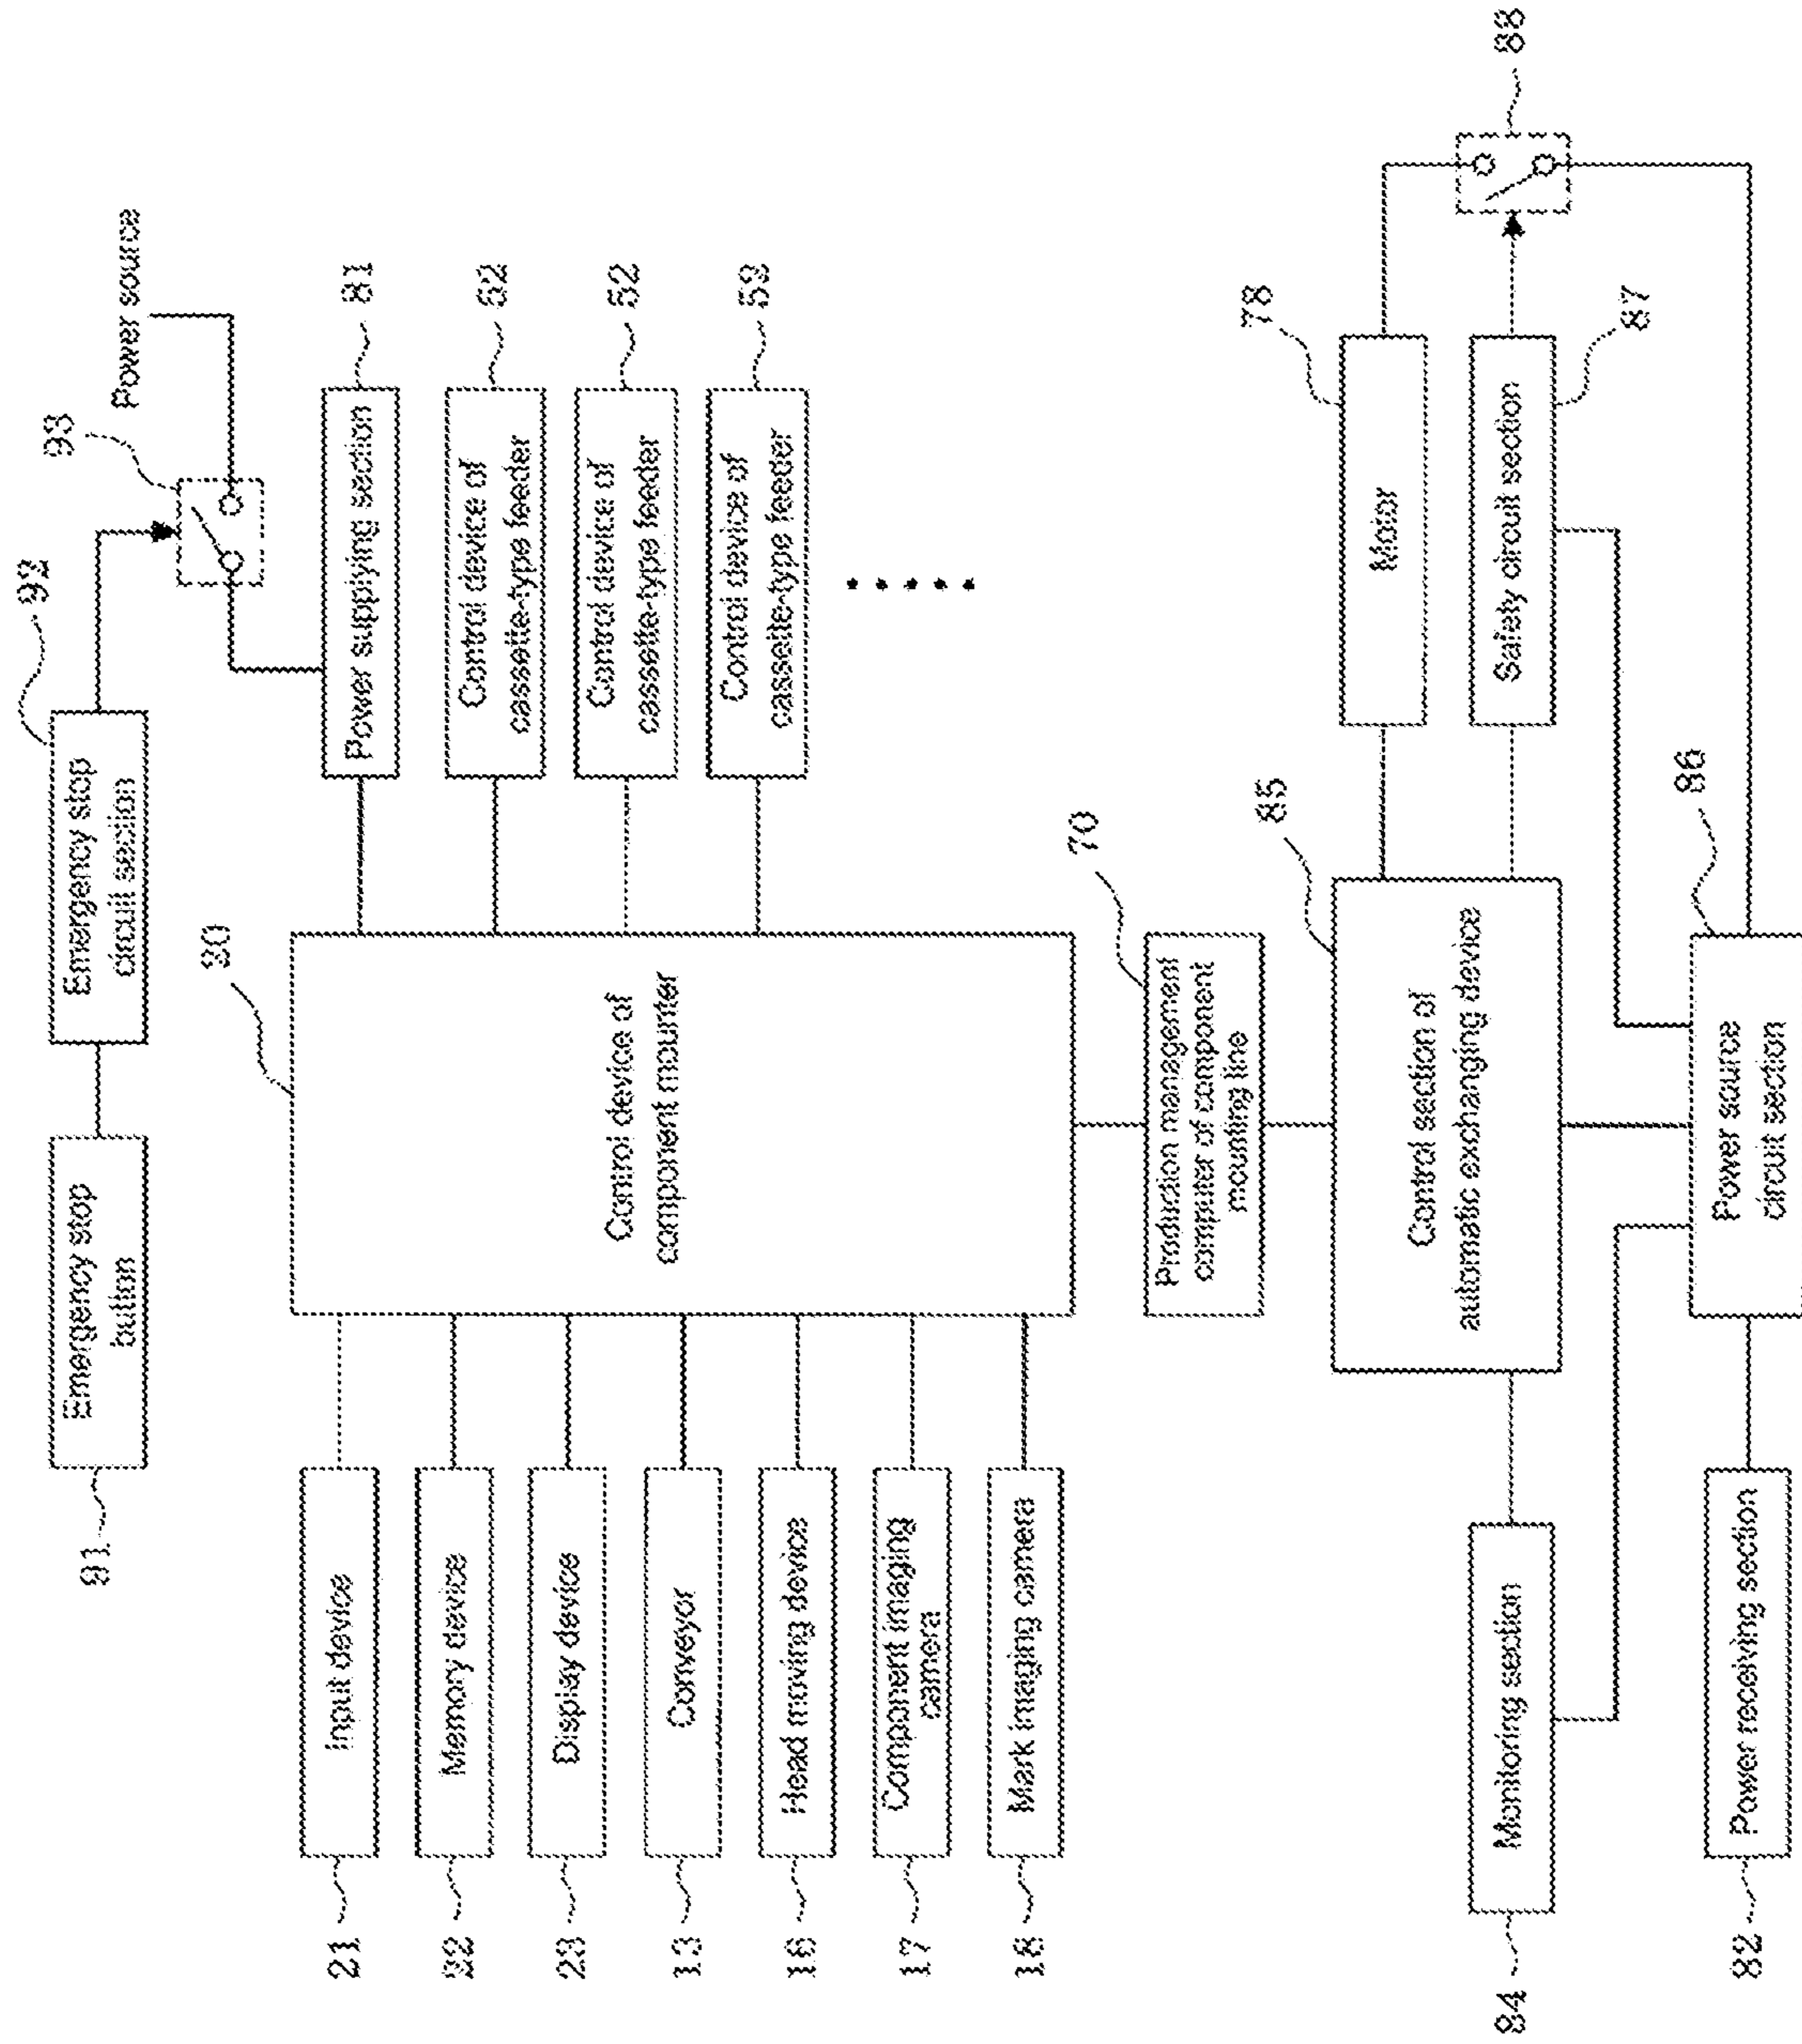 91
Emergency stop
button
Emergency stop
circuit section
92
93
Power source
21
Input device
22
Memory device
23
Display device
13
Conveyor
16
Head moving device
17
Component imaging
camera
18
Mark imaging camera
20
Control device of
component mounter
Power supplying section
81
Control device of
cassette-type feeder
52
Control device of
cassette-type feeder
52
Control device of
cassette-type feeder
52
Production management
computer of component
mounting line
70
84
Monitoring section
Control section of
automatic exchanging device
85
Motor
78
Safety circuit section
87
88
82
Power receiving section
Power source
circuit section
86